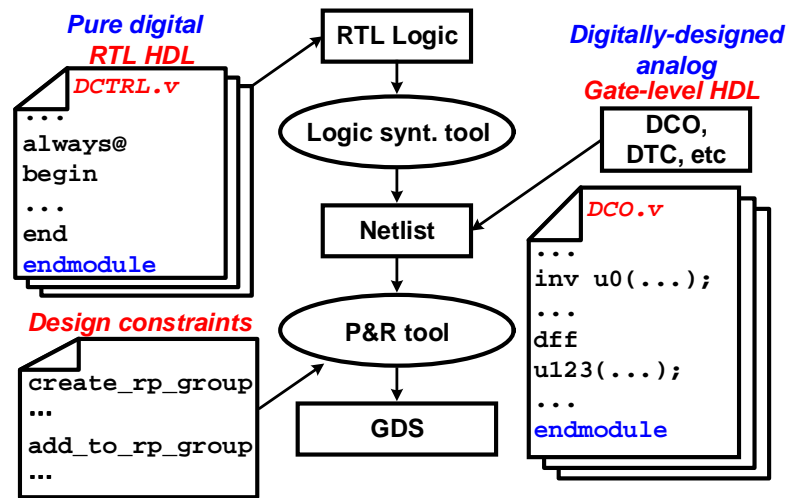 Pure digital
RTL HDL
DCTRL.v
...
always@
begin
...
end
endmodule
Design constraints
create_rp_group
...
add_to_rp_group
...
RTL Logic
Logic synt. tool
Netlist
P&R tool
GDS
Digitally-designed
analog
Gate-level HDL
DCO,
DTC, etc
DCO.v
...
inv u0(...);
...
dff
u123(...);
...
endmodule